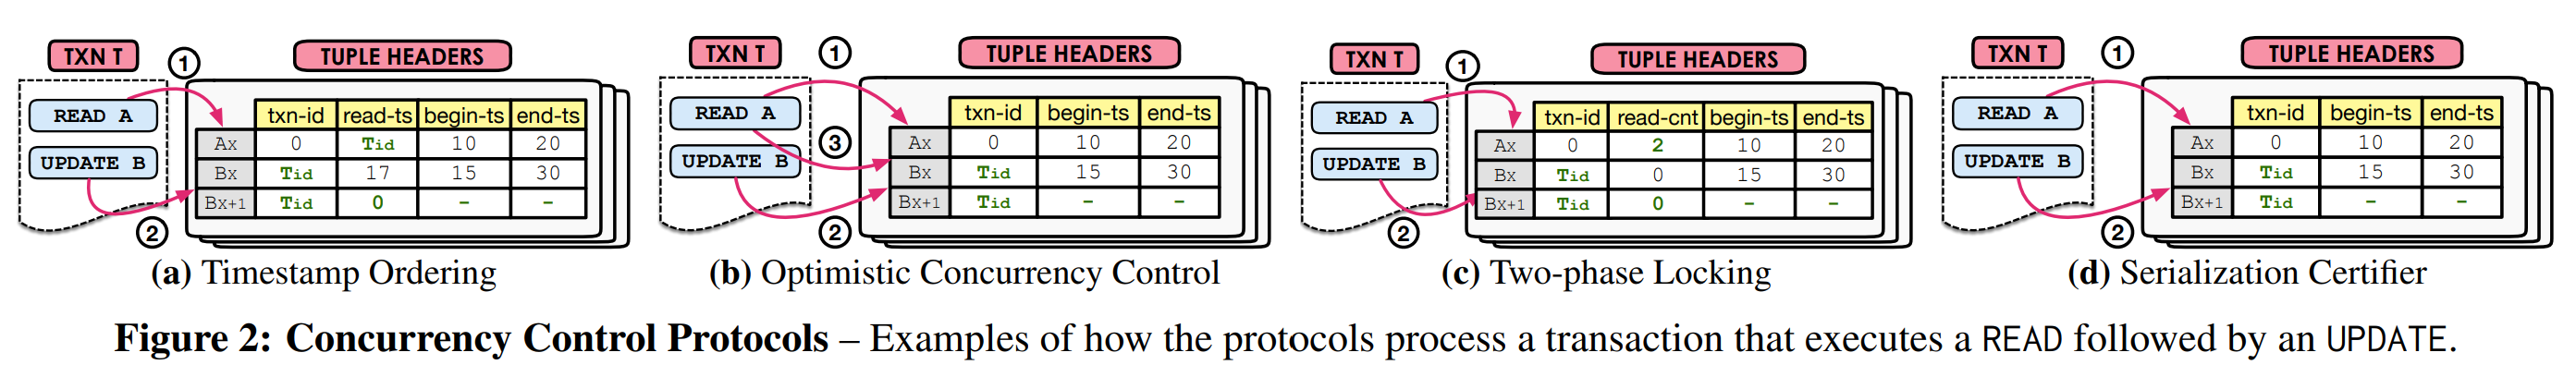 TXN T
1
TUPLE HEADERS
READ A
UPDATE B
txn-id read-ts begin-ts end-ts
Ax 0 Tid 10 20
Bx Tid 17 15 30
Bx+1 Tid 0 – –
2
(a) Timestamp Ordering
TXN T
1
TUPLE HEADERS
READ A
3
UPDATE B
txn-id begin-ts end-ts
Ax 0 10 20
Bx Tid 15 30
Bx+1 Tid – –
2
(b) Optimistic Concurrency Control
TXN T
1
TUPLE HEADERS
READ A
UPDATE B
txn-id read-cnt begin-ts end-ts
Ax 0 2 10 20
Bx Tid 0 15 30
Bx+1 Tid 0 – –
2
(c) Two-phase Locking
TXN T
1
TUPLE HEADERS
READ A
UPDATE B
txn-id begin-ts end-ts
Ax 0 10 20
Bx Tid 15 30
Bx+1 Tid – –
2
(d) Serialization Certifier
Figure 2: Concurrency Control Protocols – Examples of how the protocols process a transaction that executes a READ followed by an UPDATE.